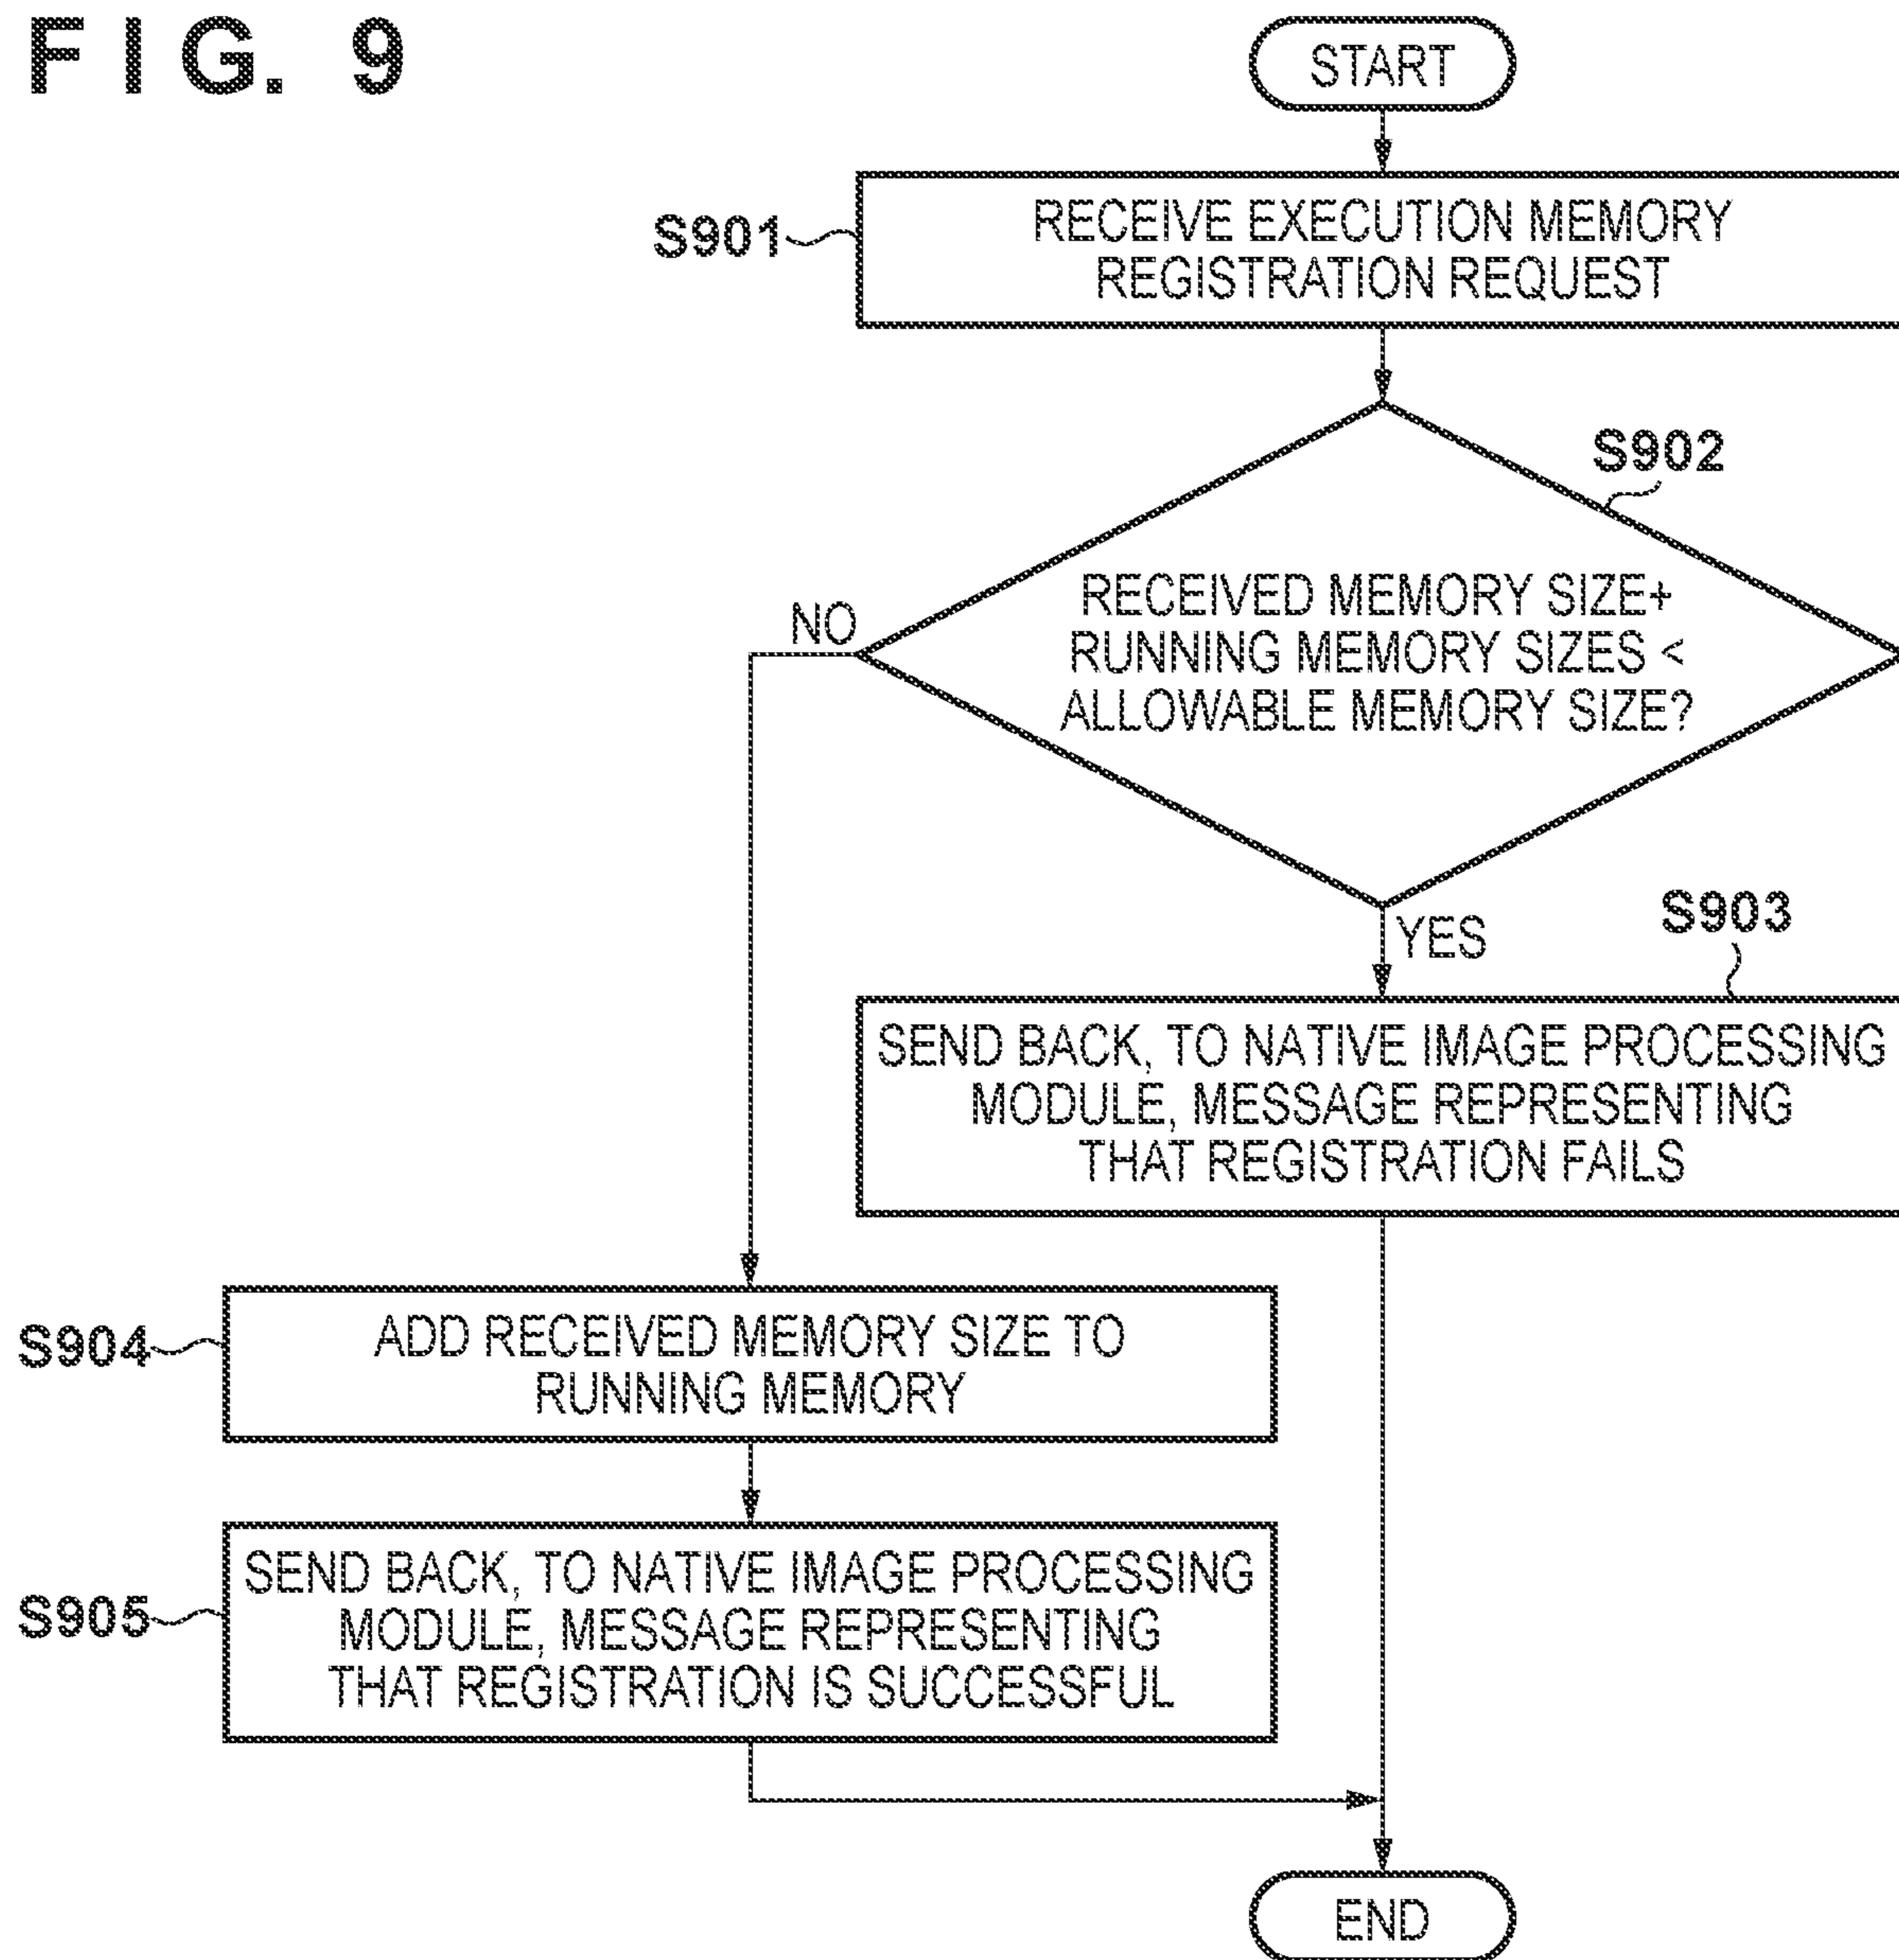 FIG. 9
START
S901
RECEIVE EXECUTION MEMORY
REGISTRATION REQUEST
S902
RECEIVED MEMORY SIZE+
RUNNING MEMORY SIZES <
ALLOWABLE MEMORY SIZE?
NO
YES
S903
SEND BACK, TO NATIVE IMAGE PROCESSING
MODULE, MESSAGE REPRESENTING
THAT REGISTRATION FAILS
S904
ADD RECEIVED MEMORY SIZE TO
RUNNING MEMORY
S905
SEND BACK, TO NATIVE IMAGE PROCESSING
MODULE, MESSAGE REPRESENTING
THAT REGISTRATION IS SUCCESSFUL
END